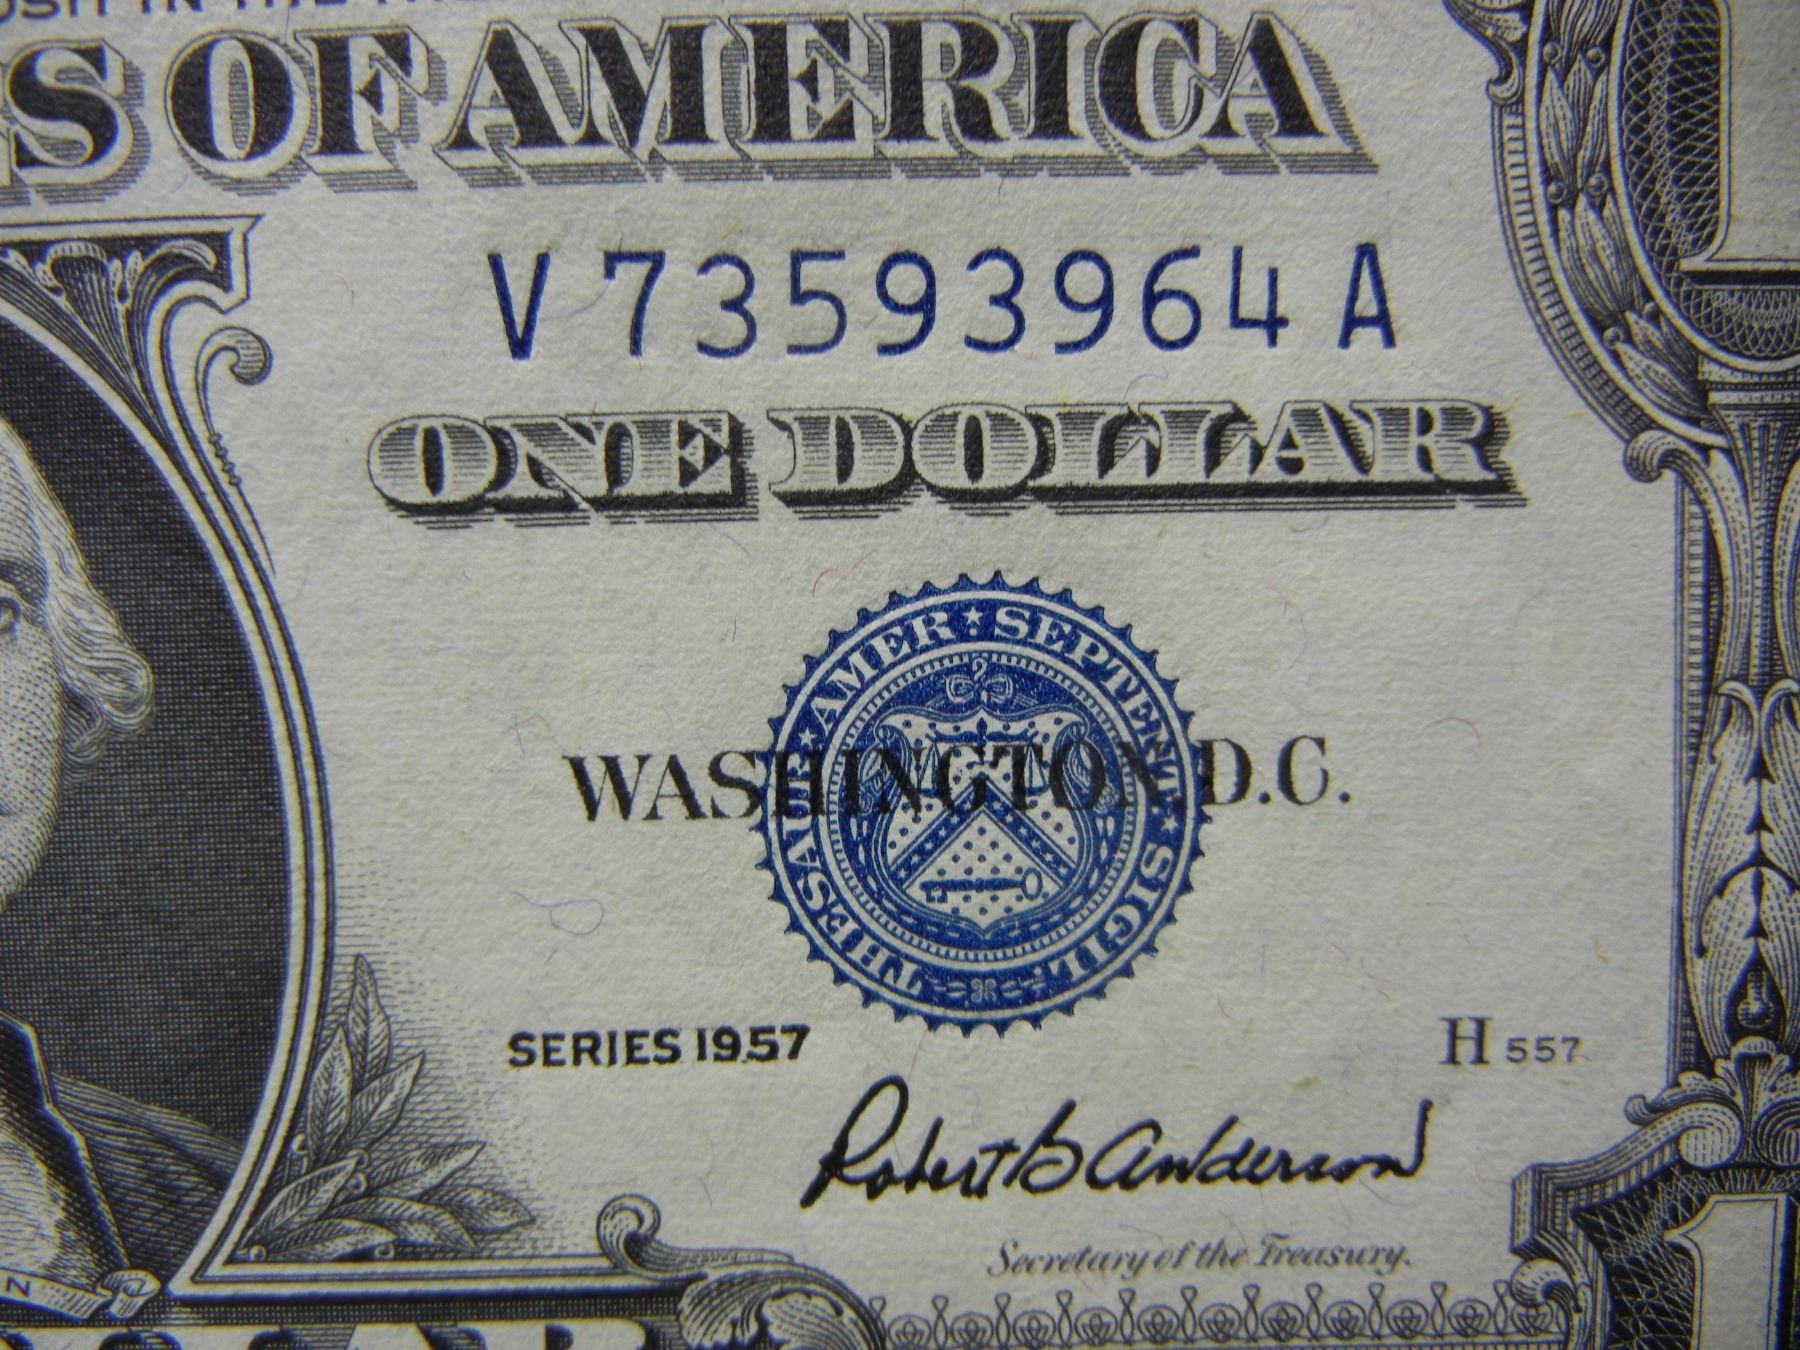 S OF AMERICA
V 73593964 A
ONE DOLLAR
THESAUR. AMER. SEPTENT. SIGIL.
WASHINGTON, D.C.
SERIES 1957
H 557
Robert B Anderson
Secretary of the Treasury.
1